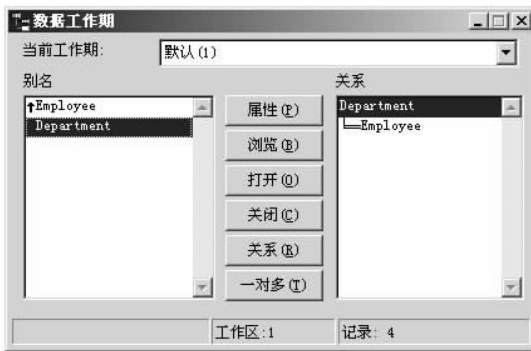 数据工作期
当前工作期: 默认(1)
别名
关系
↑Employee
Department
属性(P)
浏览(B)
打开(O)
关闭(C)
关系(R)
一对多(T)
Department
Employee
工作区:1
记录: 4